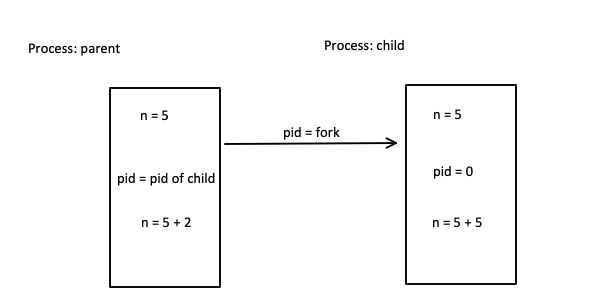 Process: parent
Process: child
n = 5
pid = pid of child
n = 5 + 2
pid = fork
n = 5
pid = 0
n = 5 + 5